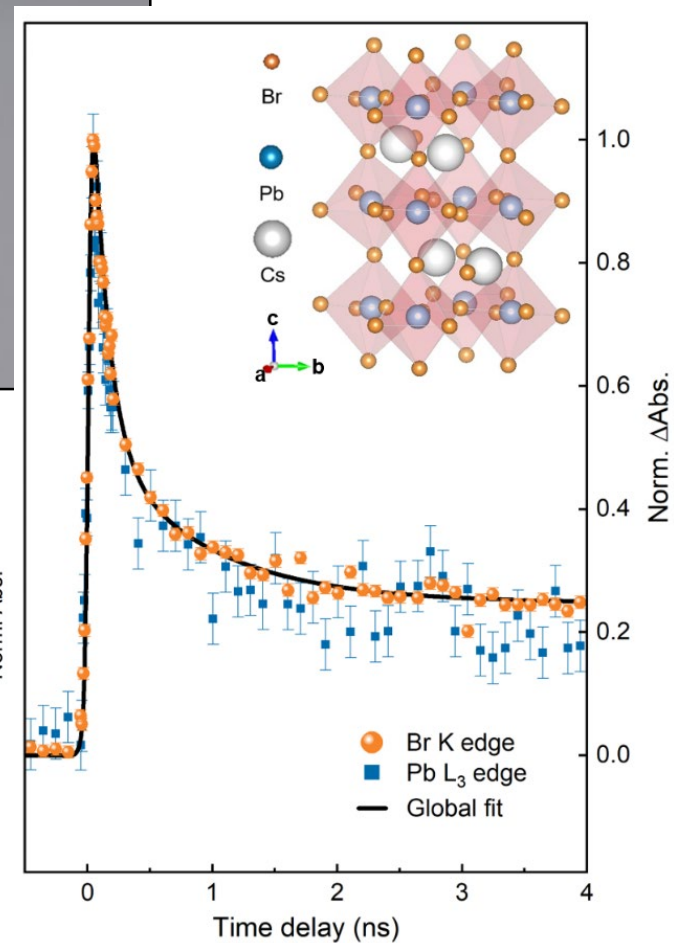 Br
Pb
Cs
c
a
b
1.0
0.8
0.6
0.4
0.2
0.0
Norm. ΔAbs.
Br K edge
Pb L₃ edge
Global fit
0 1 2 3 4
Time delay (ns)